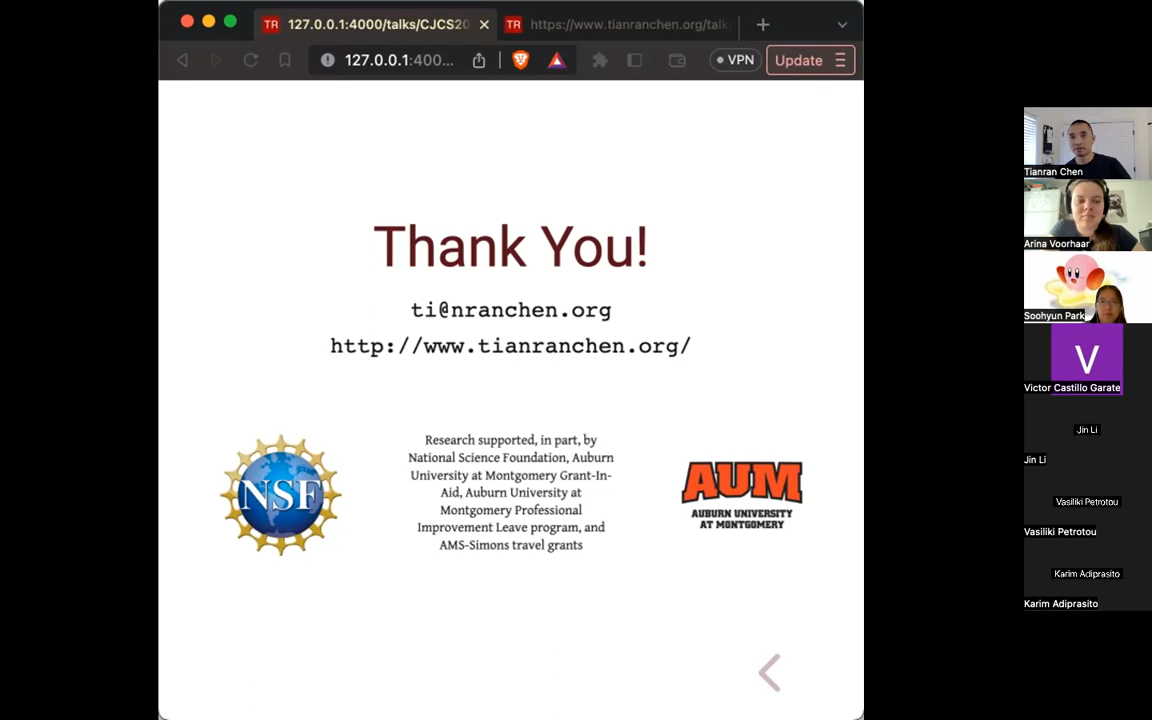 TR 127.0.0.1:4000/talks/CJCS20
TR https://www.tianranchen.org/talk
127.0.0.1:400...
VPN
Update
Thank You!
ti@nranchen.org
http://www.tianranchen.org/
NSF
Research supported, in part, by
National Science Foundation, Auburn
University at Montgomery Grant-In-
Aid, Auburn University at
Montgomery Professional
Improvement Leave program, and
AMS-Simons travel grants
AUM
AUBURN UNIVERSITY
AT MONTGOMERY
Tianran Chen
Arina Voorhaar
Soohyun Park
V
Victor Castillo Garate
Jin Li
Jin Li
Vasiliki Petrotou
Vasiliki Petrotou
Karim Adiprasito
Karim Adiprasito